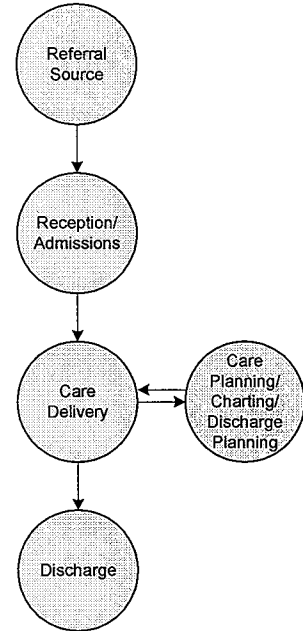 Referral
Source
Reception/
Admissions
Care
Delivery
Care
Planning/
Charting/
Discharge
Planning
Discharge